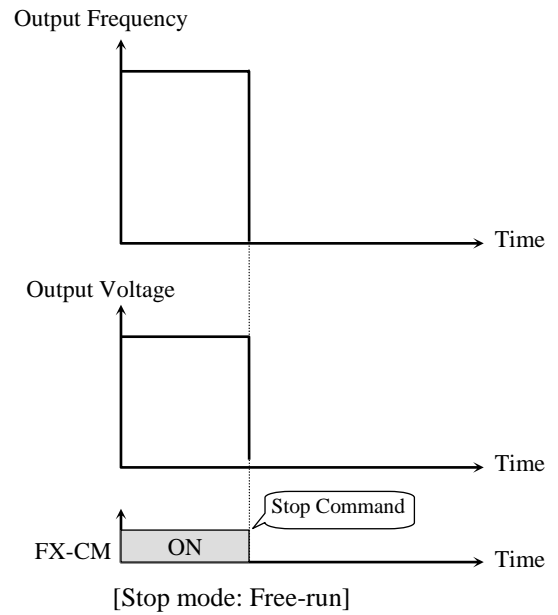 Output Frequency
Time
Output Voltage
Time
Stop Command
FX-CM
ON
Time
[Stop mode: Free-run]